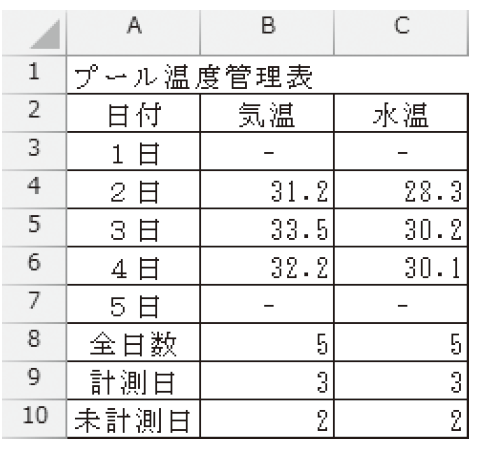 A B C
1 プール温度管理表
2 日付 気温 水温
3 1日 - -
4 2日 31.2 28.3
5 3日 33.5 30.2
6 4日 32.2 30.1
7 5日 - -
8 全日数 5 5
9 計測日 3 3
10 未計測日 2 2